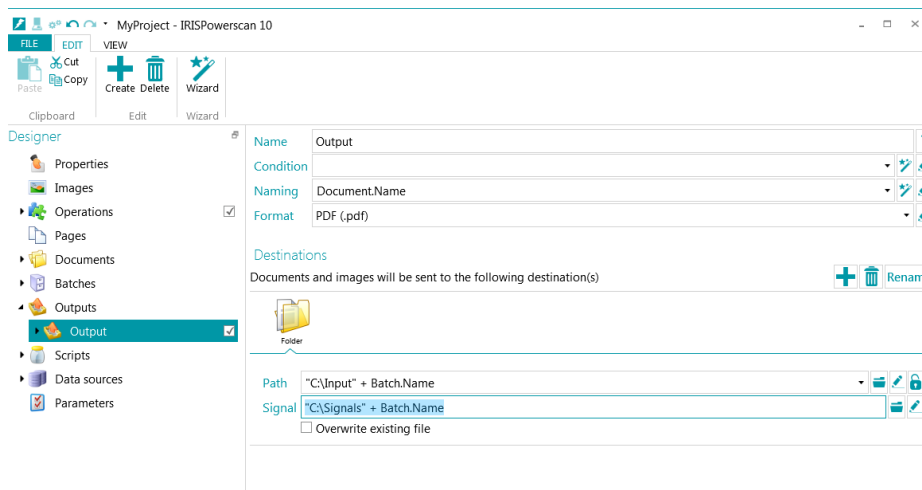 MyProject - IRISPowerscan 10
FILE EDIT VIEW
Paste
Cut
Copy
Create Delete
Wizard
Clipboard Edit Wizard
Designer
Properties
Images
Operations
Pages
Documents
Batches
Outputs
Output
Scripts
Data sources
Parameters
Name Output
Condition
Naming Document.Name
Format PDF (.pdf)
Destinations
Documents and images will be sent to the following destination(s)
Renam
Folder
Path "C:\Input" + Batch.Name
Signal "C:\Signals" + Batch.Name
Overwrite existing file